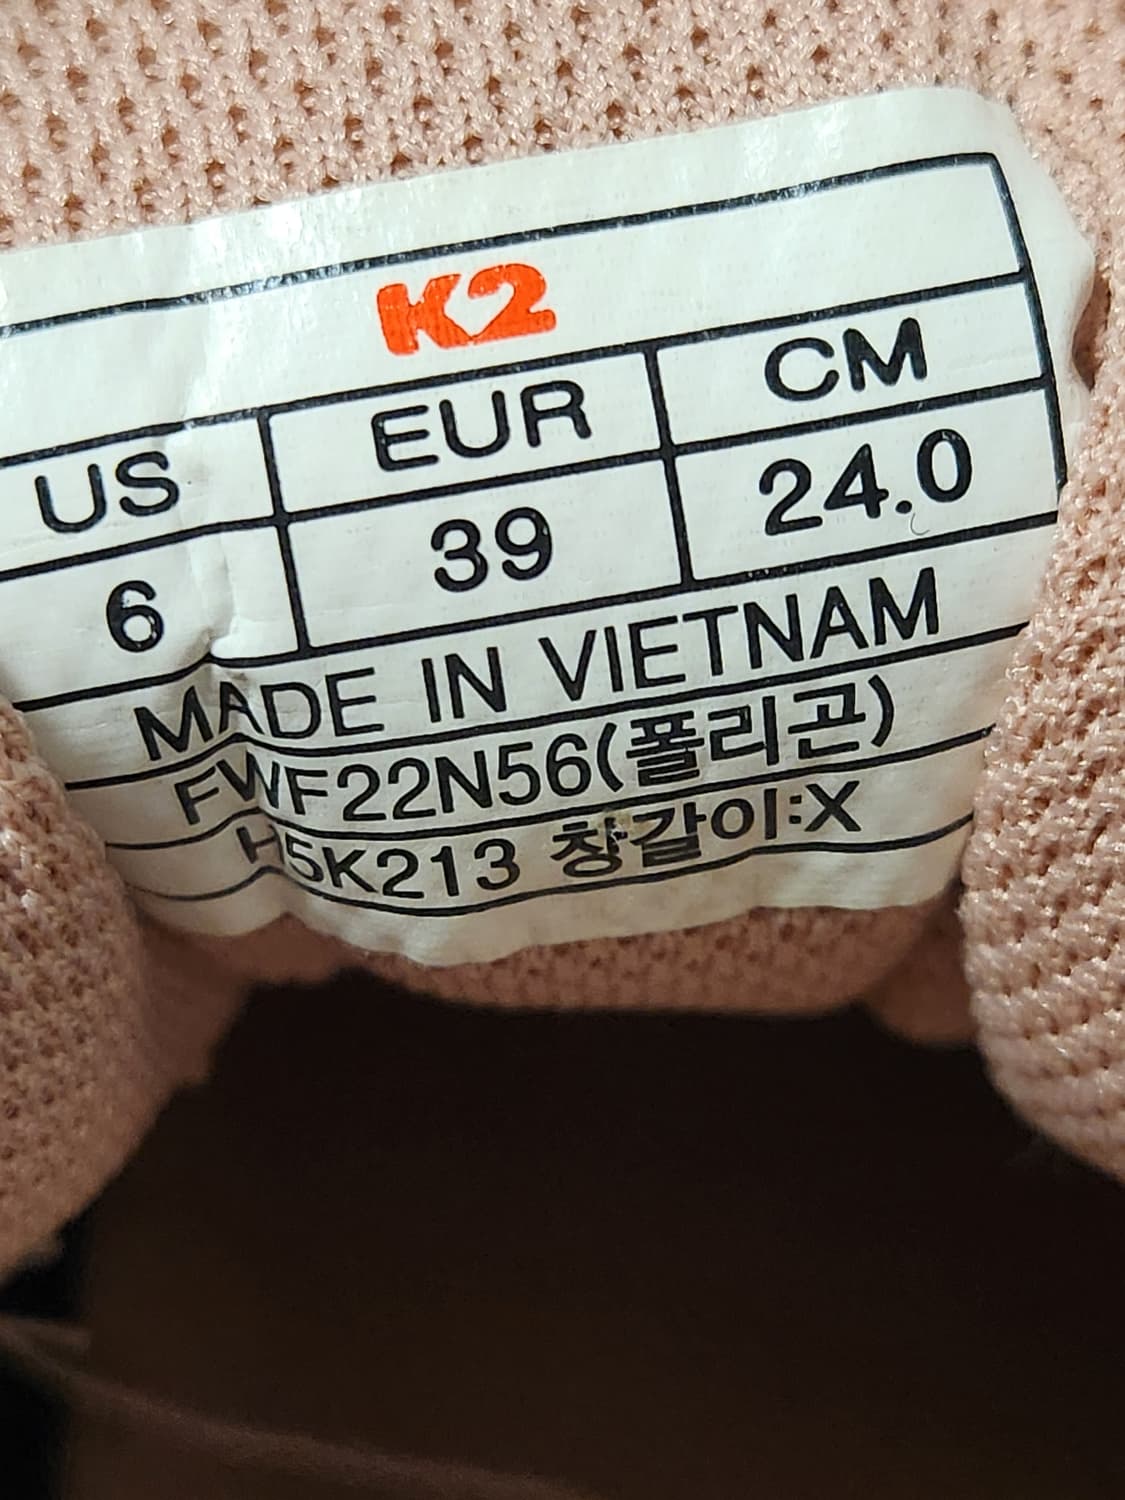 K2
US EUR CM
6 39 24.0
MADE IN VIETNAM
FWF22N56(폴리곤)
H5K213 창갈이:X